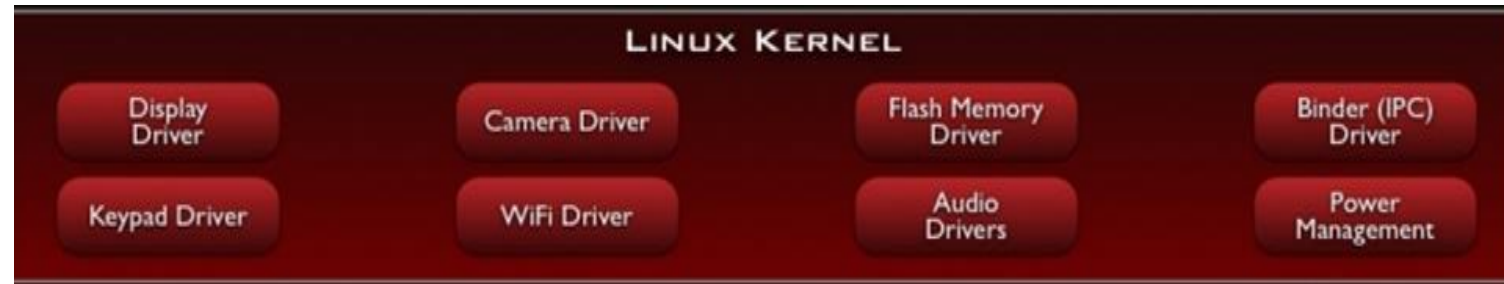 LINUX KERNEL
Display
Driver
Camera Driver
Flash Memory
Driver
Binder (IPC)
Driver
Keypad Driver
WiFi Driver
Audio
Drivers
Power
Management